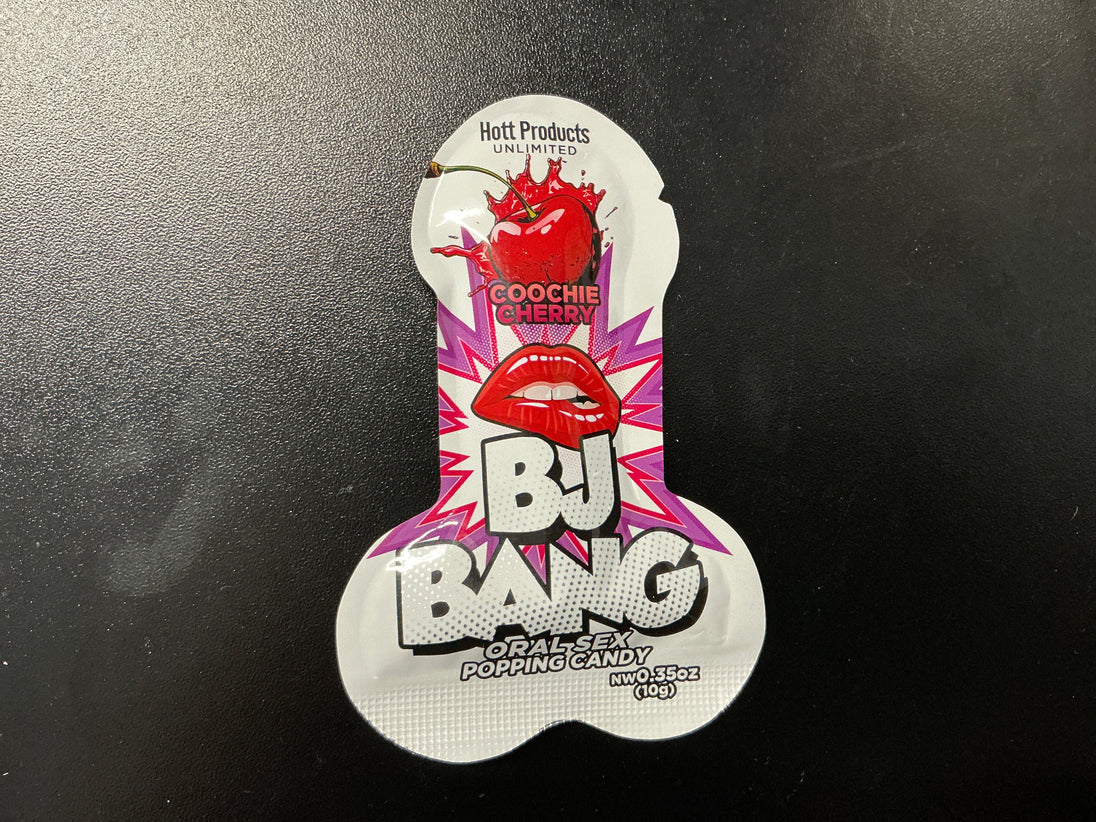 Hott Products
UNLIMITED
COOCHIE
CHERRY
BJ
BANG
ORAL SEX
POPPING CANDY
NW0.35oz
(10g)